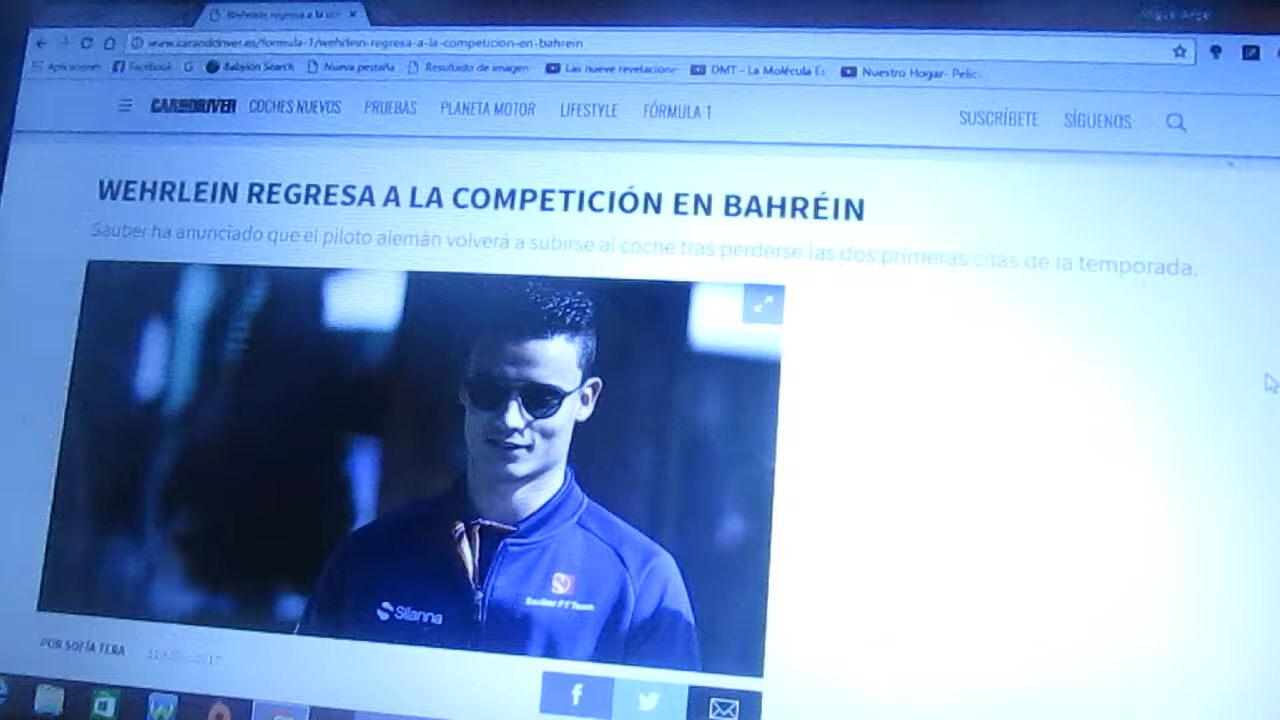 Wehrlein regresa a la
www.caranddriver.es/formula-1/wehrlein-regresa-a-la-competicion-en-bahrein
Aplicaciones Facebook G Babylon Search Nueva pestaña Resultado de imagen Las nueve revelacione DMT - La Molécula Es Nuestro Hogar- Pelic
CAR AND DRIVER COCHES NUEVOS PRUEBAS PLANETA MOTOR LIFESTYLE FÓRMULA 1 SUSCRÍBETE SÍGUENOS
WEHRLEIN REGRESA A LA COMPETICIÓN EN BAHRÉIN
Sauber ha anunciado que el piloto alemán volverá a subirse al coche tras perderse las dos primeras citas de la temporada.
Silanna
Sauber F1 Team
POR SOFÍA TERA